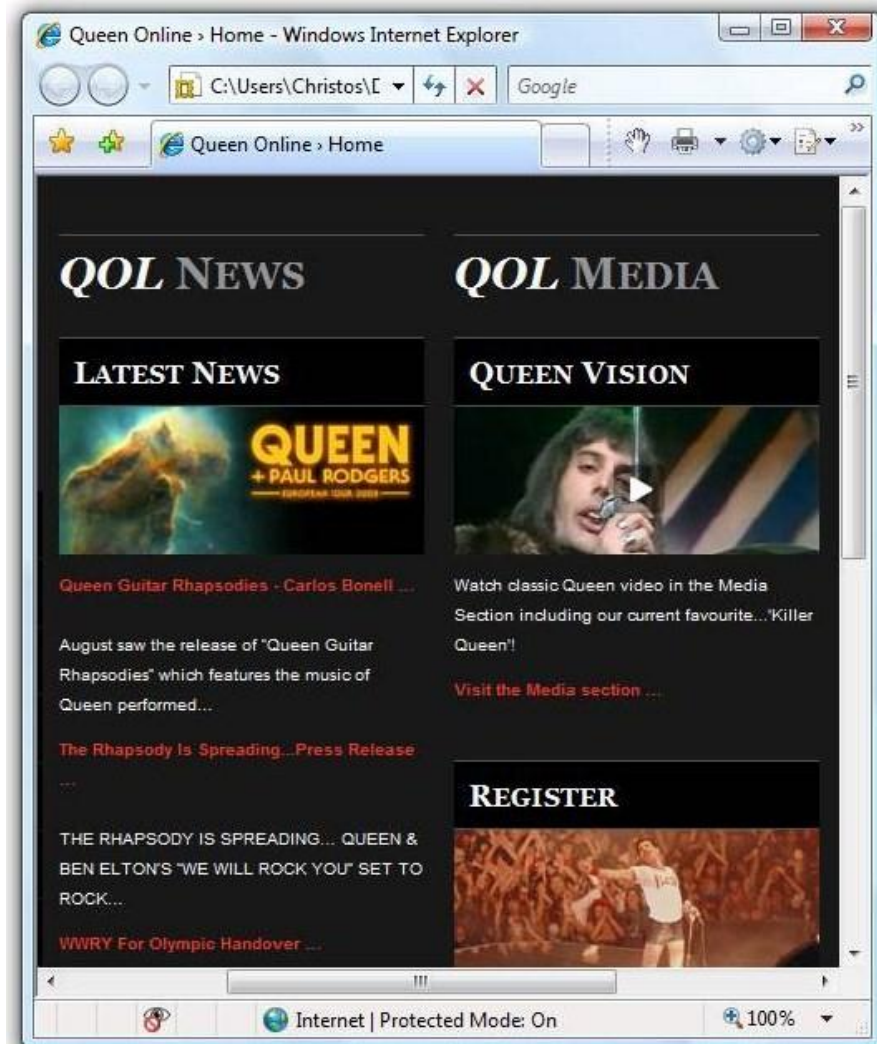 Queen Online › Home - Windows Internet Explorer
C:\Users\Christos\D
Google
Queen Online › Home
QOL NEWS
LATEST NEWS
QUEEN
+ PAUL RODGERS
Queen Guitar Rhapsodies - Carlos Bonell ...
August saw the release of "Queen Guitar
Rhapsodies" which features the music of
Queen performed...
The Rhapsody Is Spreading...Press Release
...
THE RHAPSODY IS SPREADING... QUEEN &
BEN ELTON'S "WE WILL ROCK YOU" SET TO
ROCK...
WWRY For Olympic Handover ...
QOL MEDIA
QUEEN VISION
Watch classic Queen video in the Media
Section including our current favourite..."Killer
Queen"!
Visit the Media section ...
REGISTER
Internet | Protected Mode: On
100%